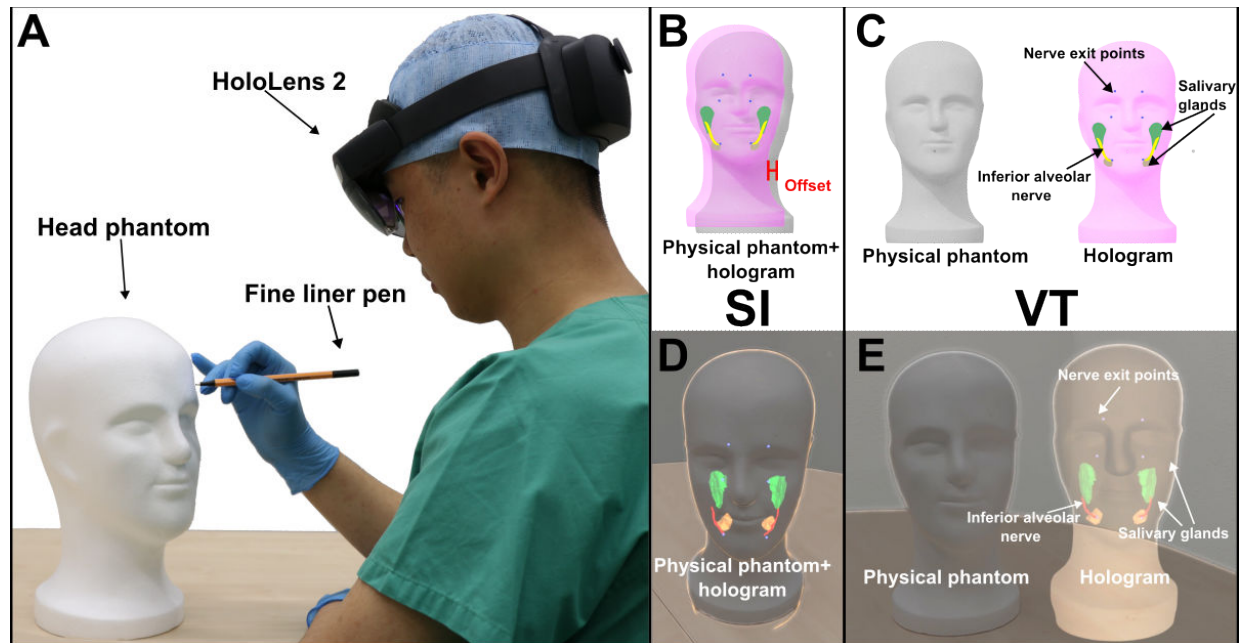 A
HoloLens 2
Head phantom
Fine liner pen
B
Offset
Physical phantom+
hologram
SI
C
Nerve exit points
Salivary
glands
Inferior alveolar
nerve
Physical phantom
Hologram
VT
D
Physical phantom+
hologram
E
Nerve exit points
Inferior alveolar
nerve
Salivary glands
Physical phantom
Hologram